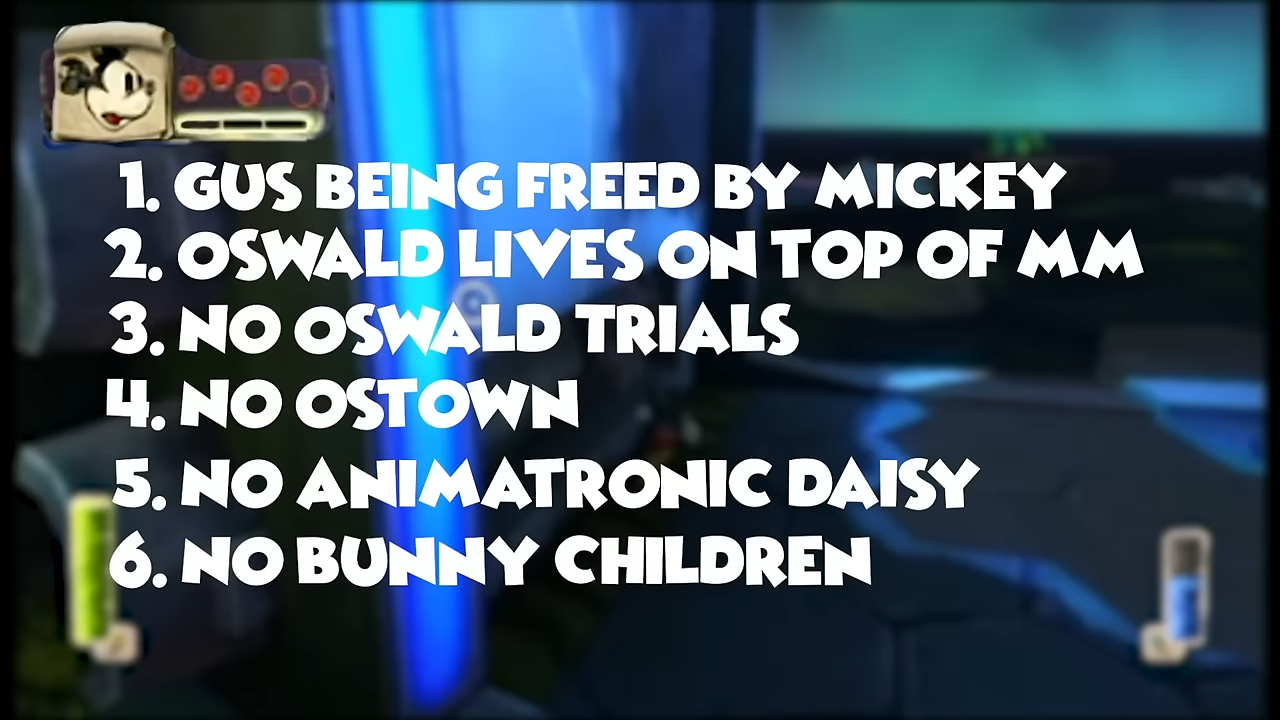 1. GUS BEING FREED BY MICKEY
2. OSWALD LIVES ON TOP OF MM
3. NO OSWALD TRIALS
4. NO OSTOWN
5. NO ANIMATRONIC DAISY
6. NO BUNNY CHILDREN